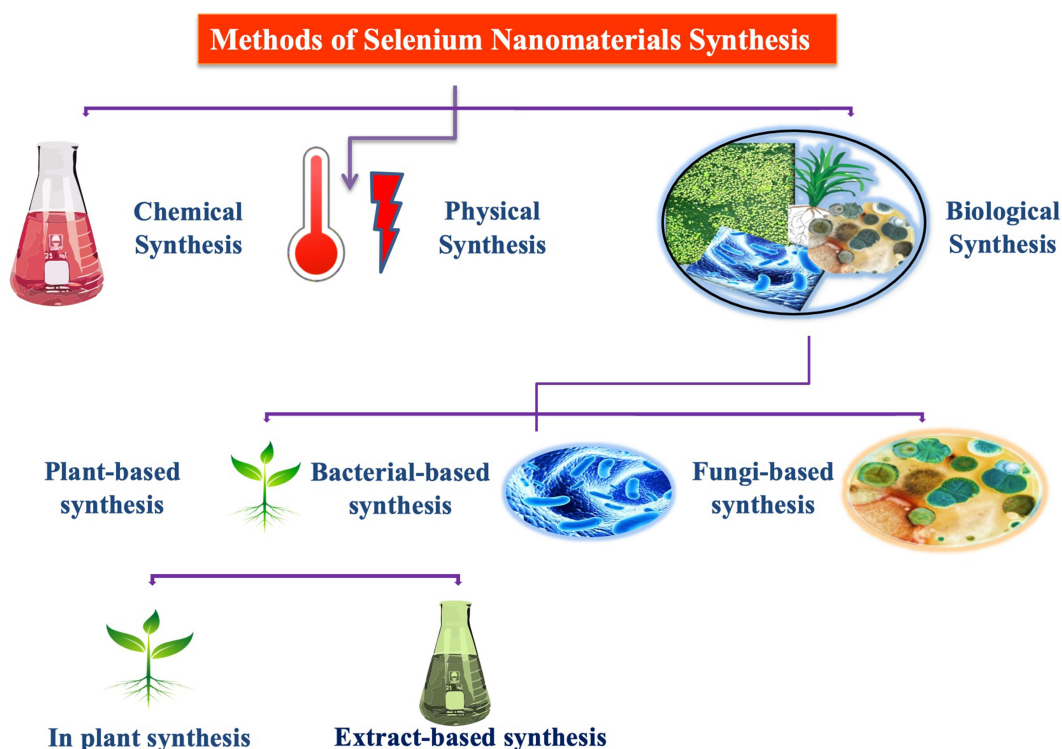 Methods of Selenium Nanomaterials Synthesis
Chemical
Synthesis
Physical
Synthesis
Biological
Synthesis
Plant-based
synthesis
Bacterial-based
synthesis
Fungi-based
synthesis
In plant synthesis
Extract-based synthesis